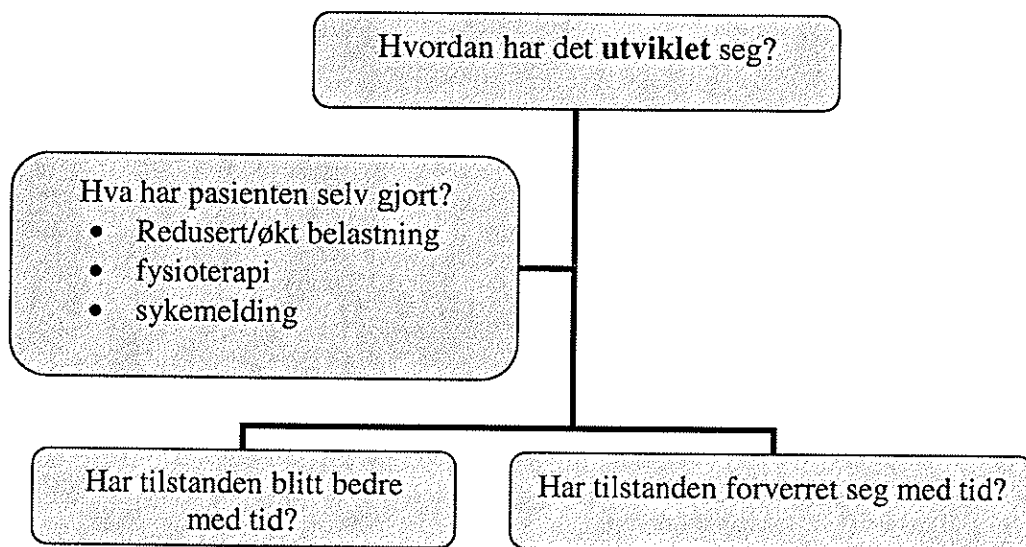 Hvordan har det utviklet seg?
Hva har pasienten selv gjort?
• Redusert/økt belastning
• fysioterapi
• sykemelding
Har tilstanden blitt bedre
med tid?
Har tilstanden forverret seg med tid?